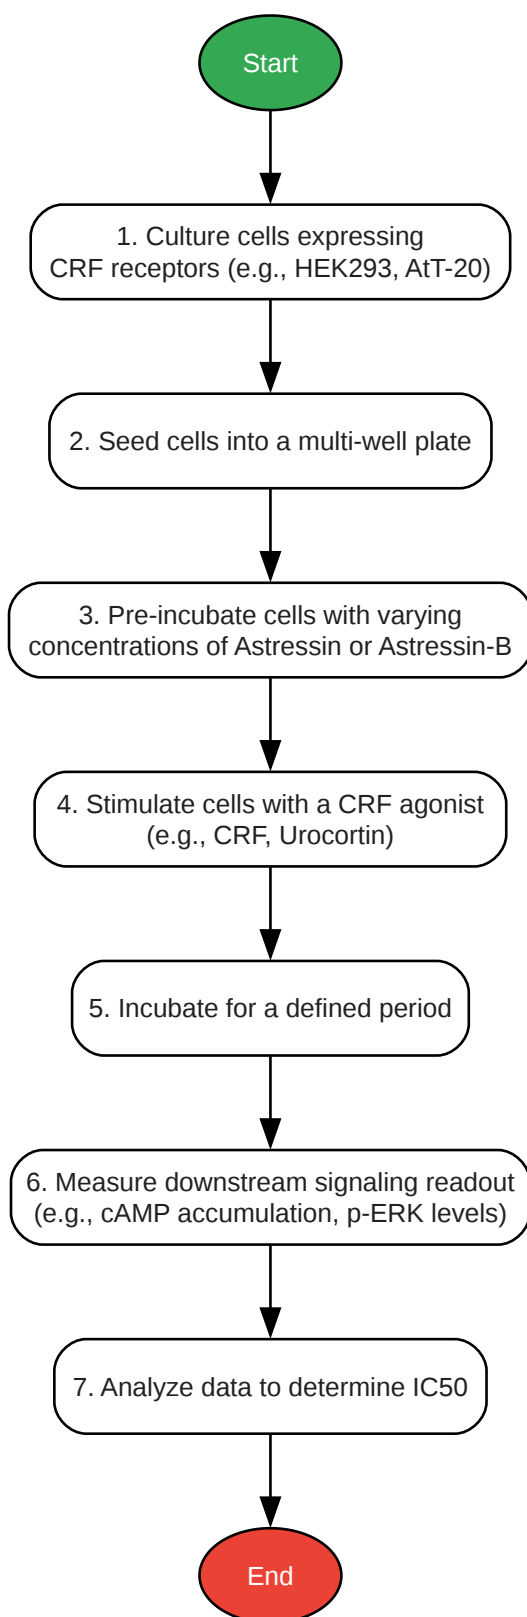 Start
1. Culture cells expressing
CRF receptors (e.g., HEK293, AtT-20)
2. Seed cells into a multi-well plate
3. Pre-incubate cells with varying
concentrations of Astressin or Astressin-B
4. Stimulate cells with a CRF agonist
(e.g., CRF, Urocortin)
5. Incubate for a defined period
6. Measure downstream signaling readout
(e.g., cAMP accumulation, p-ERK levels)
7. Analyze data to determine IC50
End